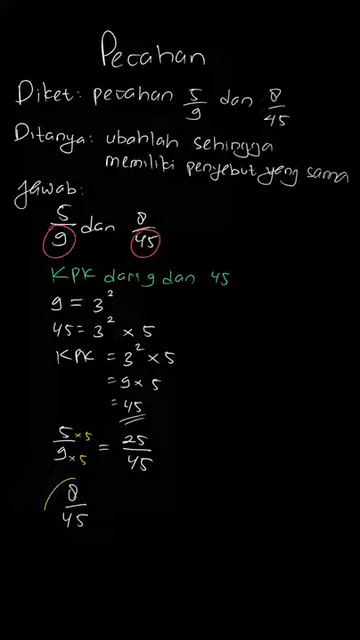 Pecahan
Diket: pecahan 5/9 dan 8/45
Ditanya: ubahlah sehingga
memiliki penyebut yang sama
Jawab:
5/9 dan 8/45
KPK dari 9 dan 45
9 = 3²
45 = 3² × 5
KPK = 3² × 5
= 9 × 5
= 45
5/9 ×5/×5 = 25/45
8/45